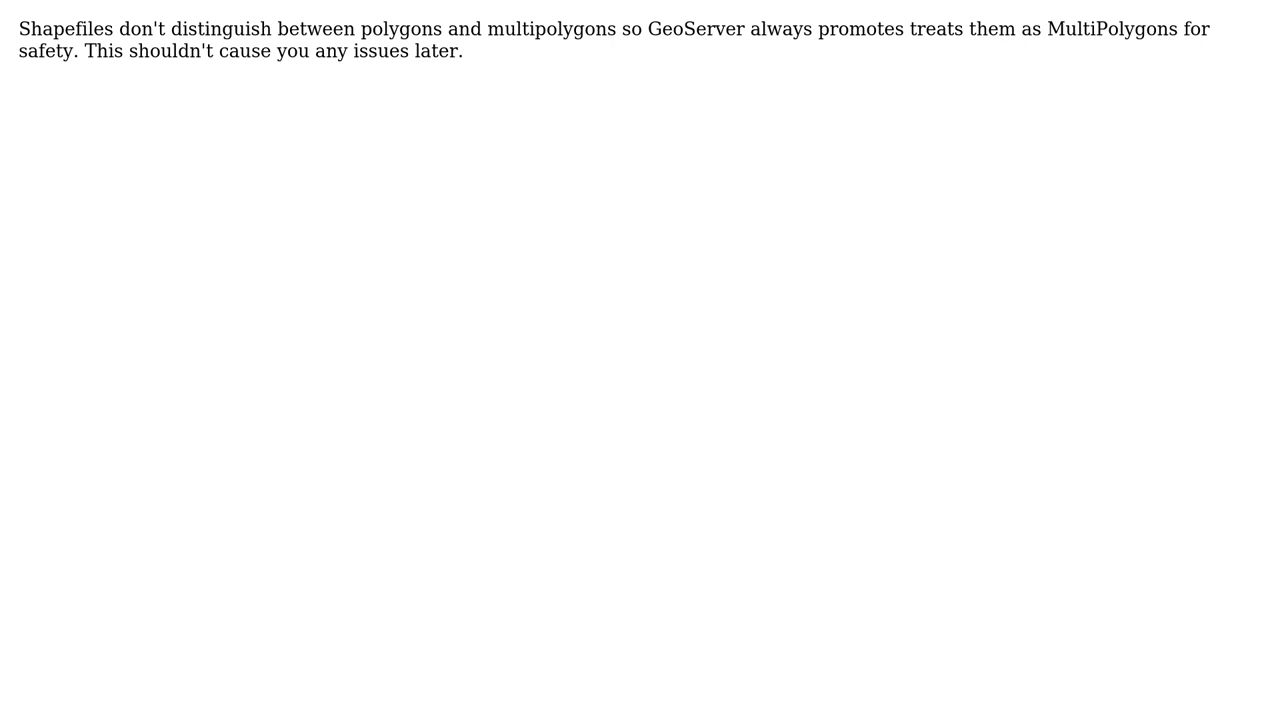 Shapefiles don't distinguish between polygons and multipolygons so GeoServer always promotes treats them as MultiPolygons for
safety. This shouldn't cause you any issues later.